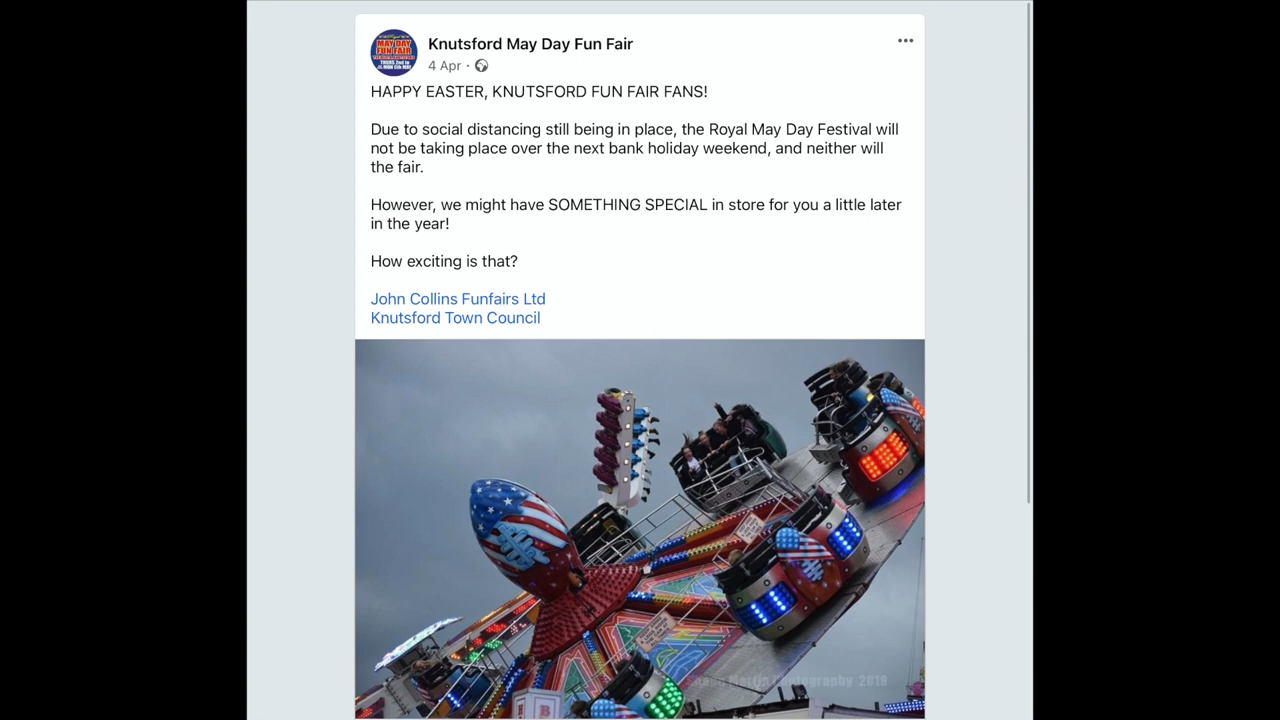 Knutsford May Day Fun Fair
4 Apr ·
HAPPY EASTER, KNUTSFORD FUN FAIR FANS!
Due to social distancing still being in place, the Royal May Day Festival will
not be taking place over the next bank holiday weekend, and neither will
the fair.
However, we might have SOMETHING SPECIAL in store for you a little later
in the year!
How exciting is that?
John Collins Funfairs Ltd
Knutsford Town Council
MAY DAY
FUN FAIR
Martin Photography 2019